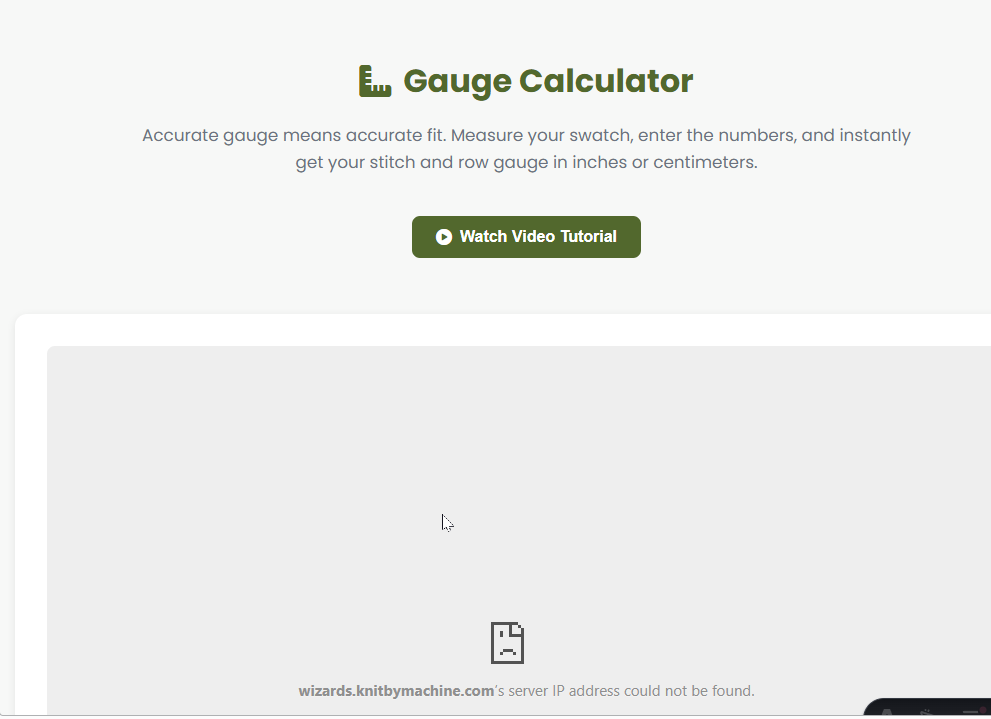 Gauge Calculator
Accurate gauge means accurate fit. Measure your swatch, enter the numbers, and instantly
get your stitch and row gauge in inches or centimeters.
Watch Video Tutorial
wizards.knitbymachine.com's server IP address could not be found.